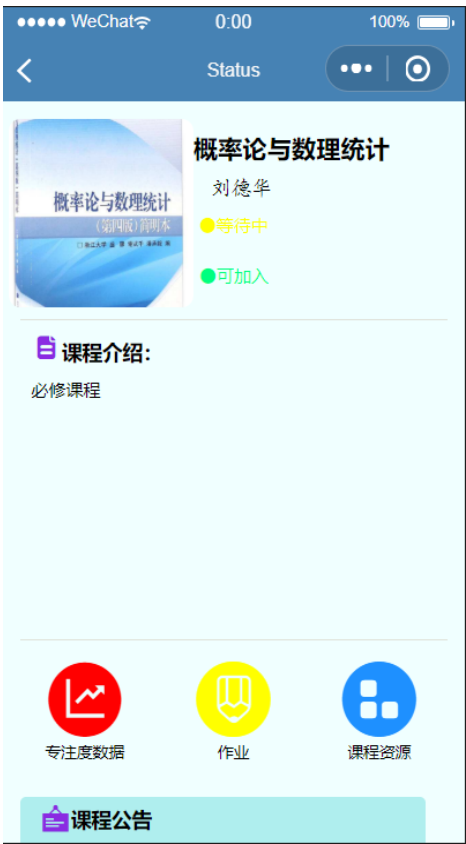 WeChat
0:00
100%
Status
概率论与数理统计
刘德华
等待中
可加入
概率论与数理统计
(第四版)简明本
课程介绍:
必修课程
专注度数据
作业
课程资源
课程公告